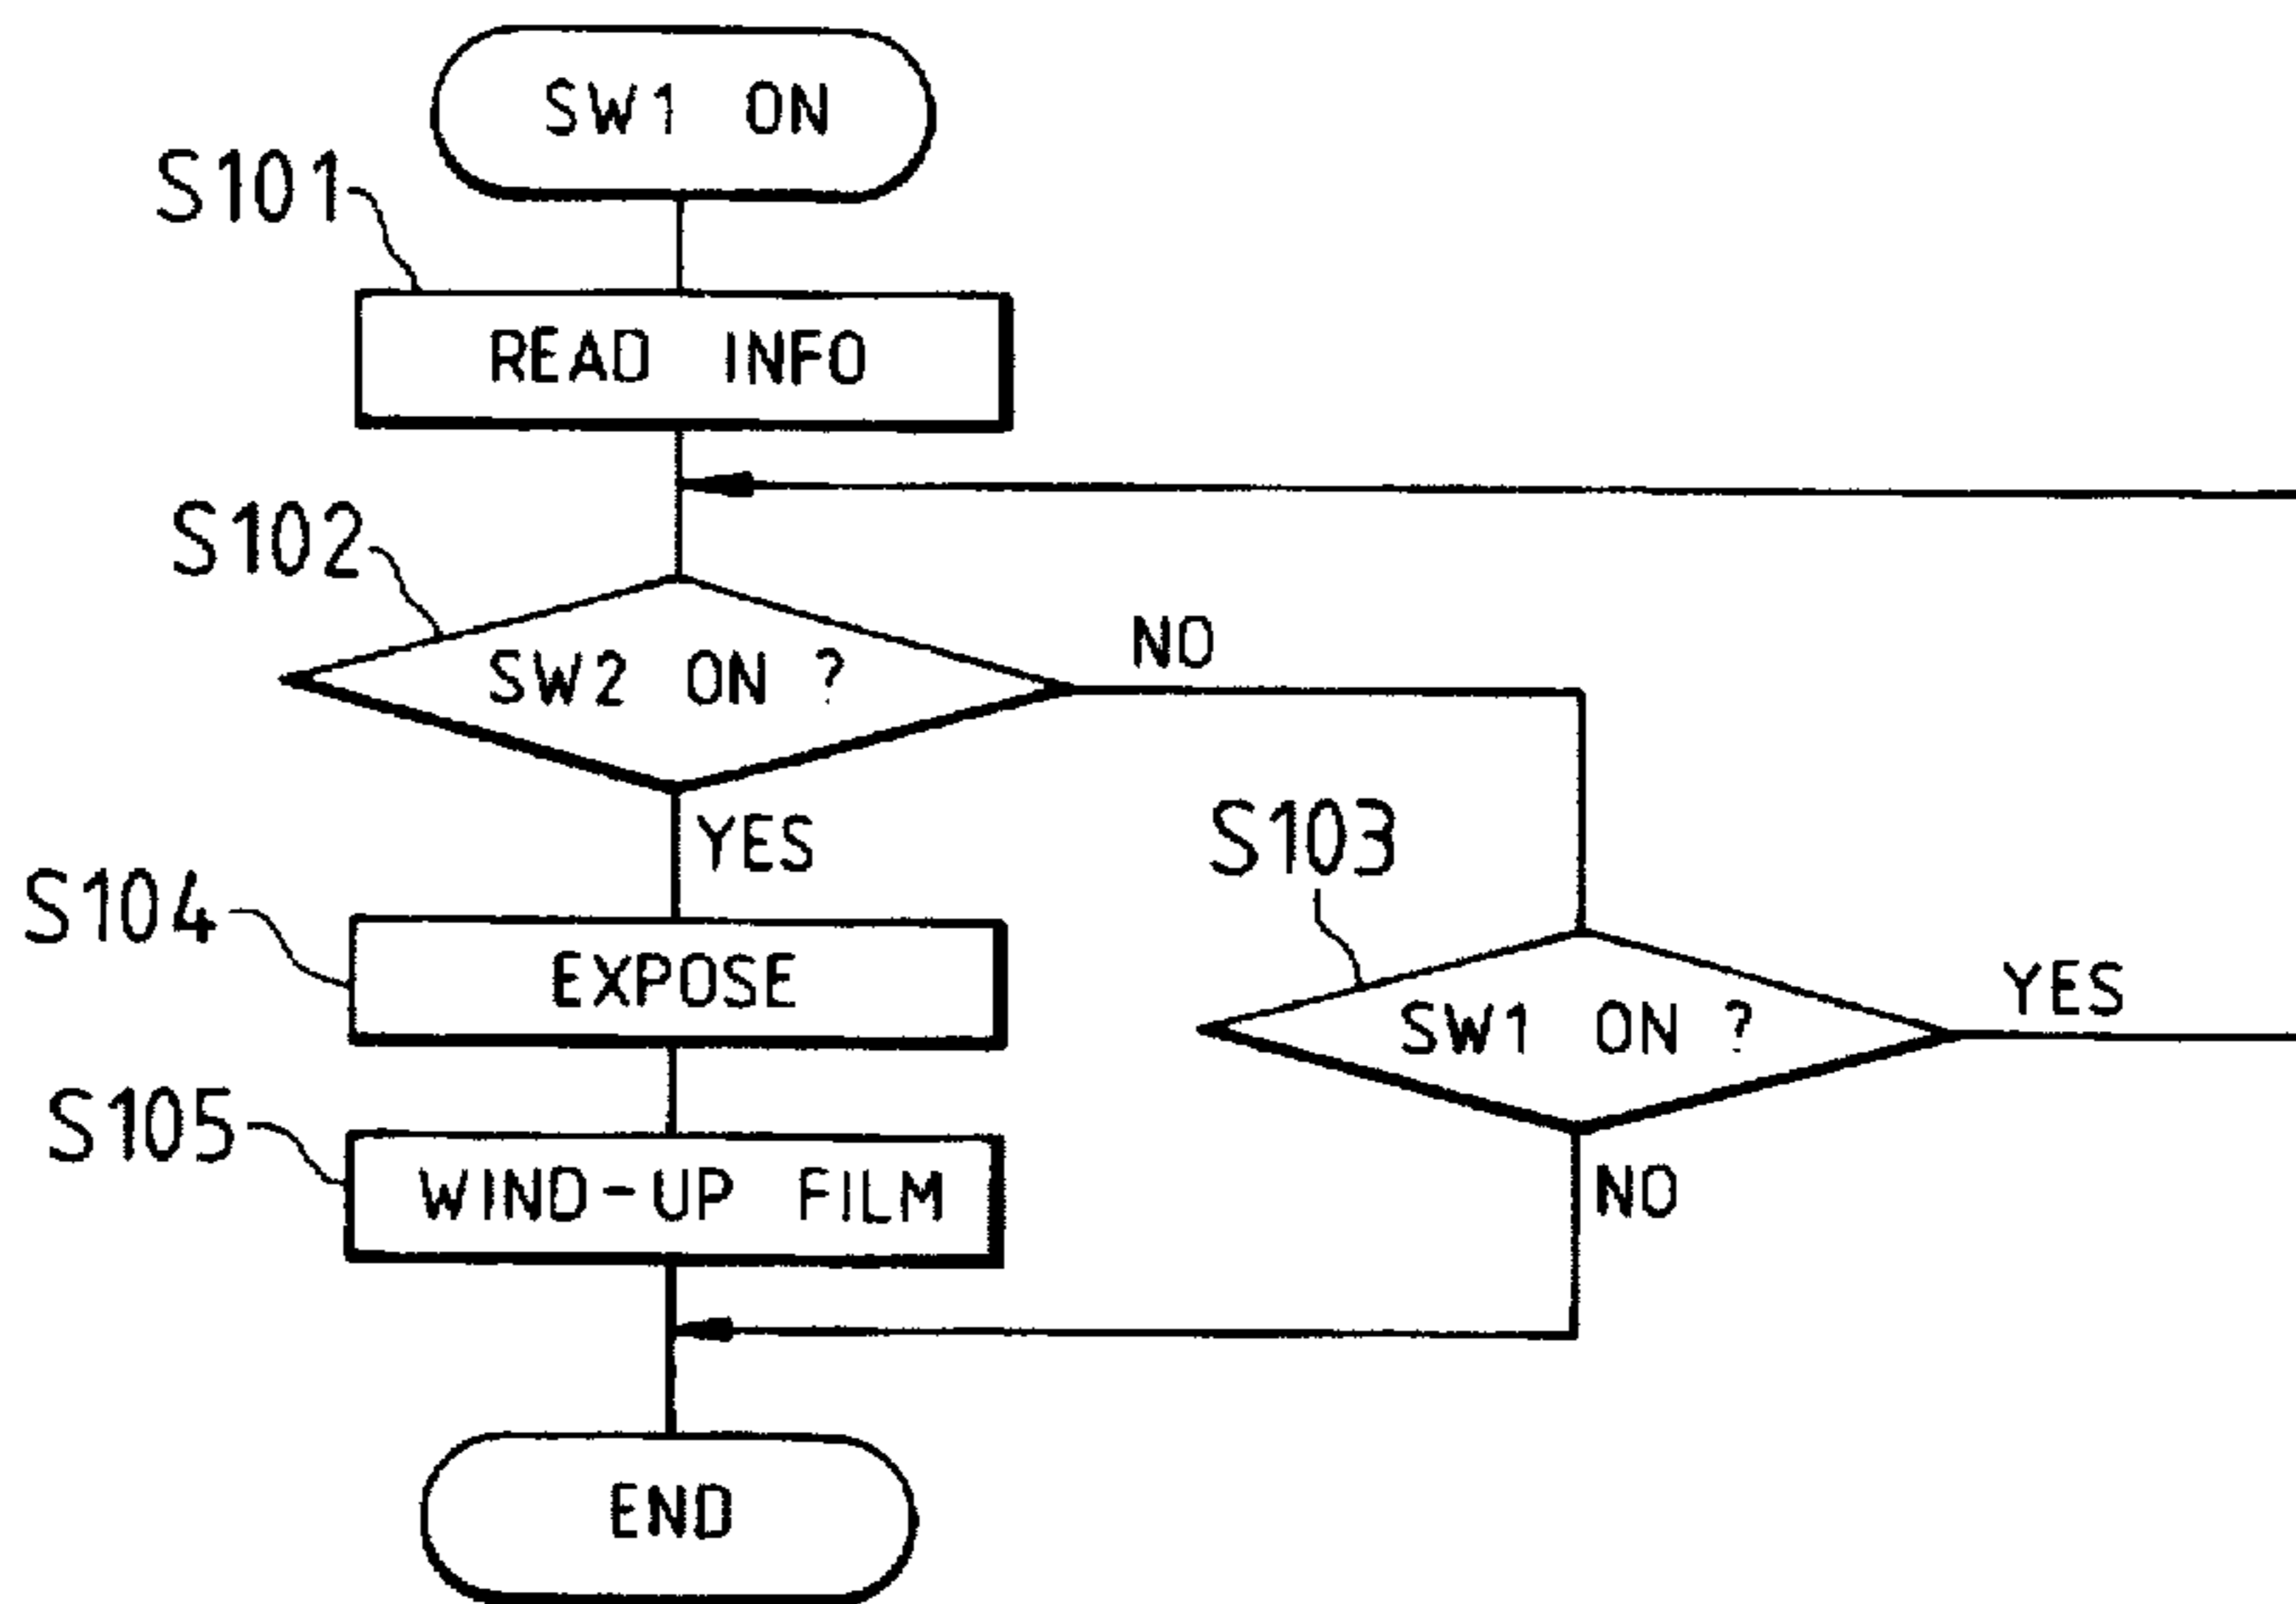 SW1 ON
S101
READ INFO
S102
SW2 ON ?
NO
YES
S103
S104
EXPOSE
SW1 ON ?
YES
S105
WIND-UP FILM
NO
END